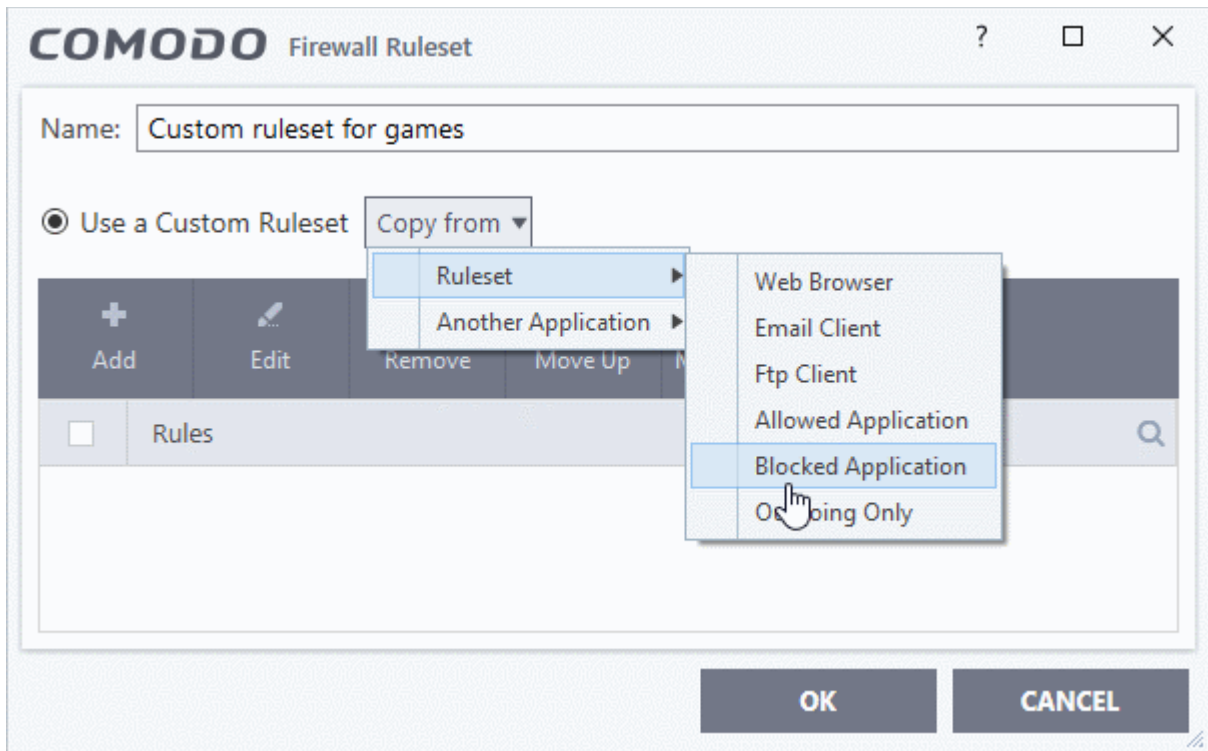 COMODO Firewall Ruleset ?
Name: Custom ruleset for games
Use a Custom Ruleset Copy from
Ruleset
Another Application
Web Browser
Email Client
Ftp Client
Allowed Application
Blocked Application
Only
Add Edit Remove Move Up
Rules
OK CANCEL